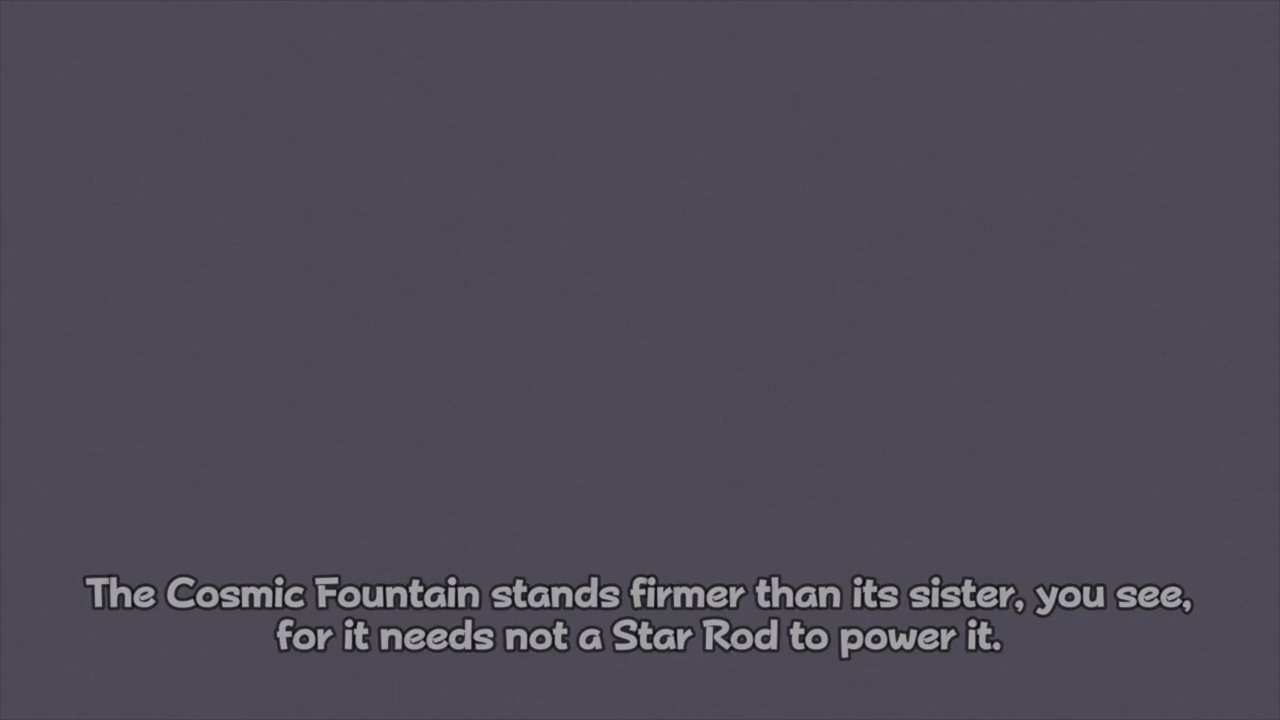 The Cosmic Fountain stands firmer than its sister, you see,
for it needs not a Star Rod to power it.